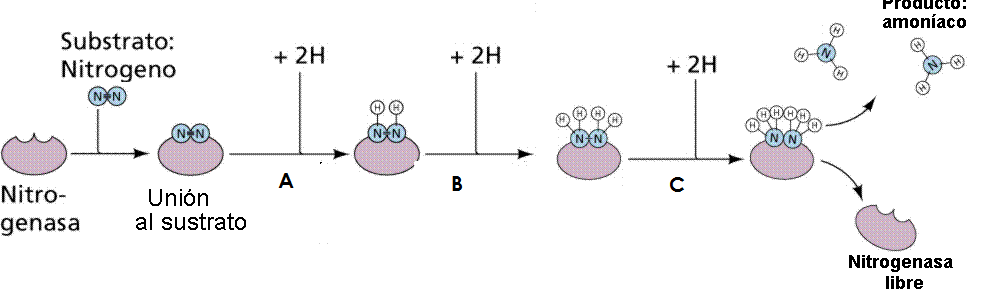 Producto:
amoníaco
Substrato:
Nitrogeno
+ 2H
+ 2H
+ 2H
N≡N
N≡N
H H
N=N
H H H H
N-N
H H H H H H
N N
H
N
H
H
H
N
H
H
A
B
C
Nitro-
genasa
Unión
al sustrato
Nitrogenasa
libre